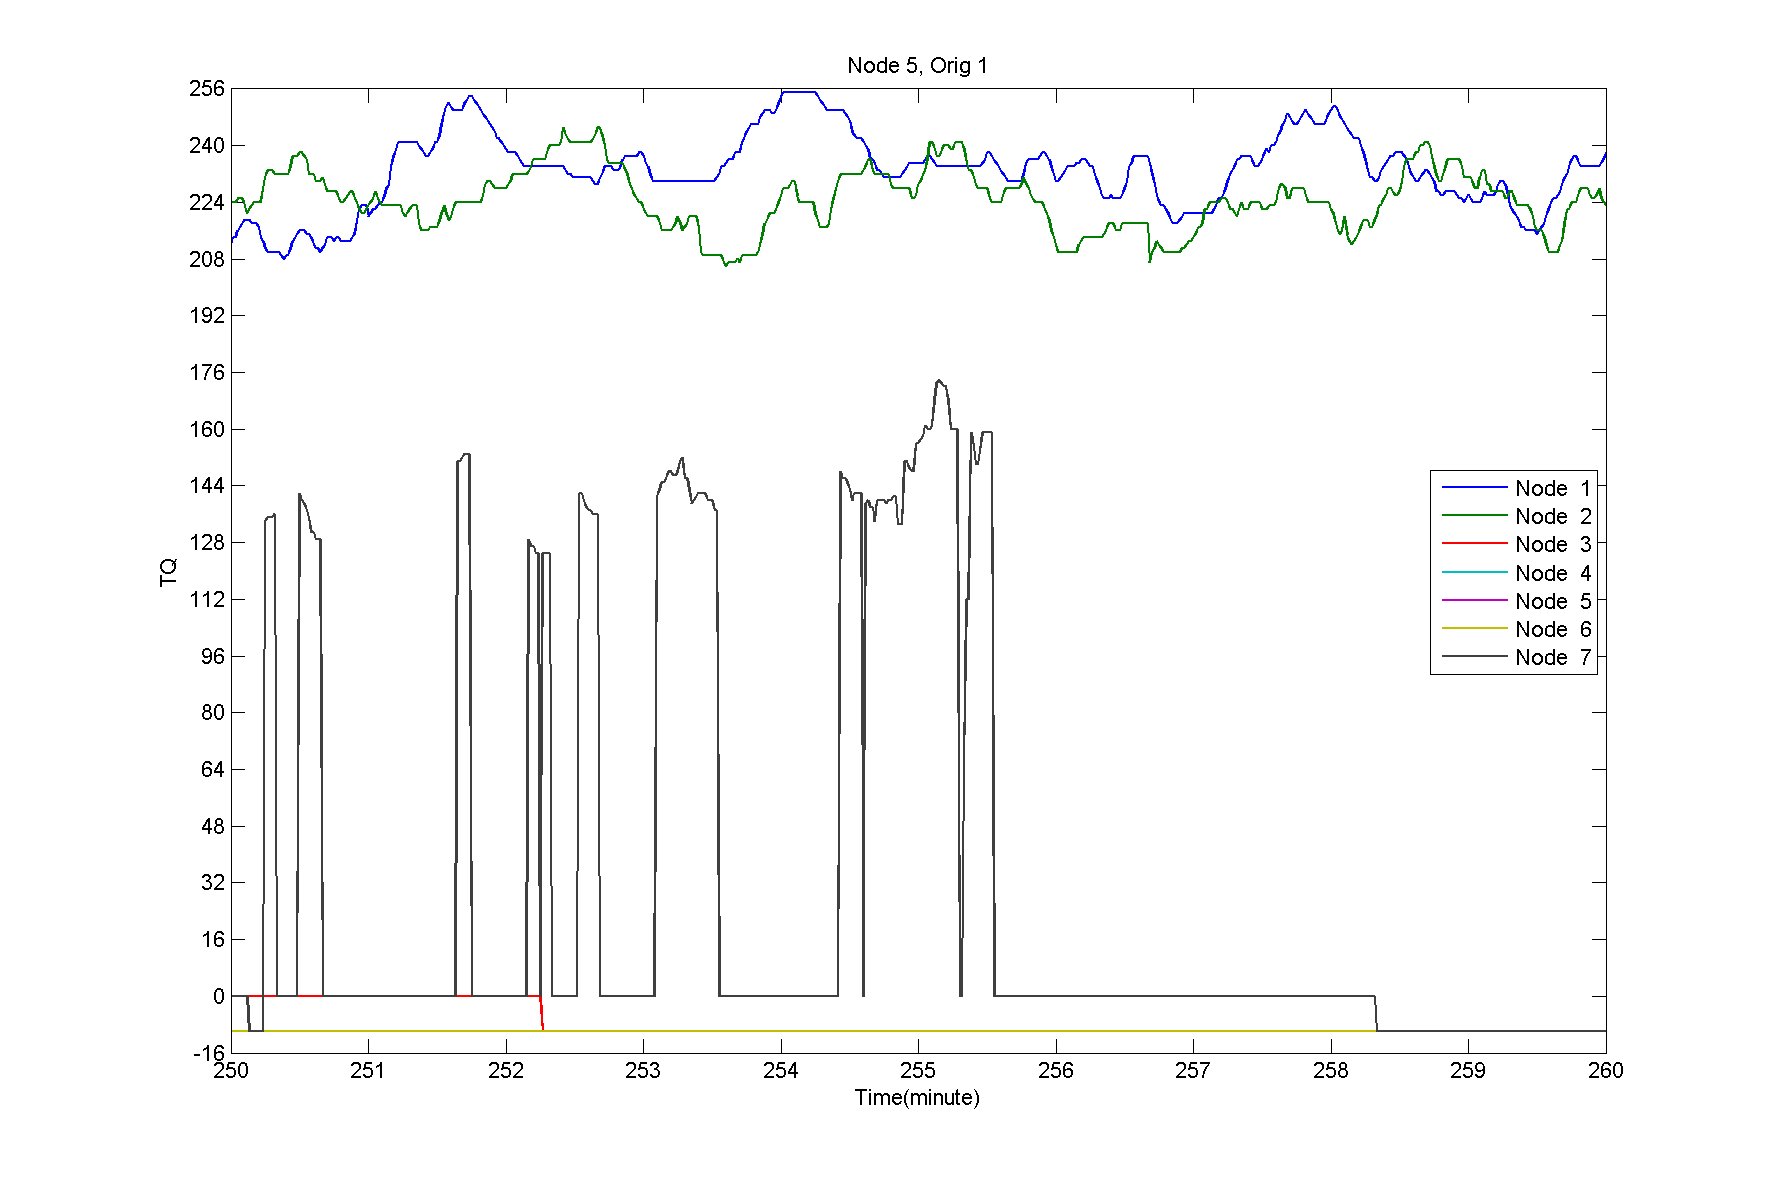 Node 5, Orig 1
256
240
224
208
192
176
160
144
128
112
96
80
64
48
32
16
0
-16
TQ
Node 1
Node 2
Node 3
Node 4
Node 5
Node 6
Node 7
250 251 252 253 254 255 256 257 258 259 260
Time(minute)